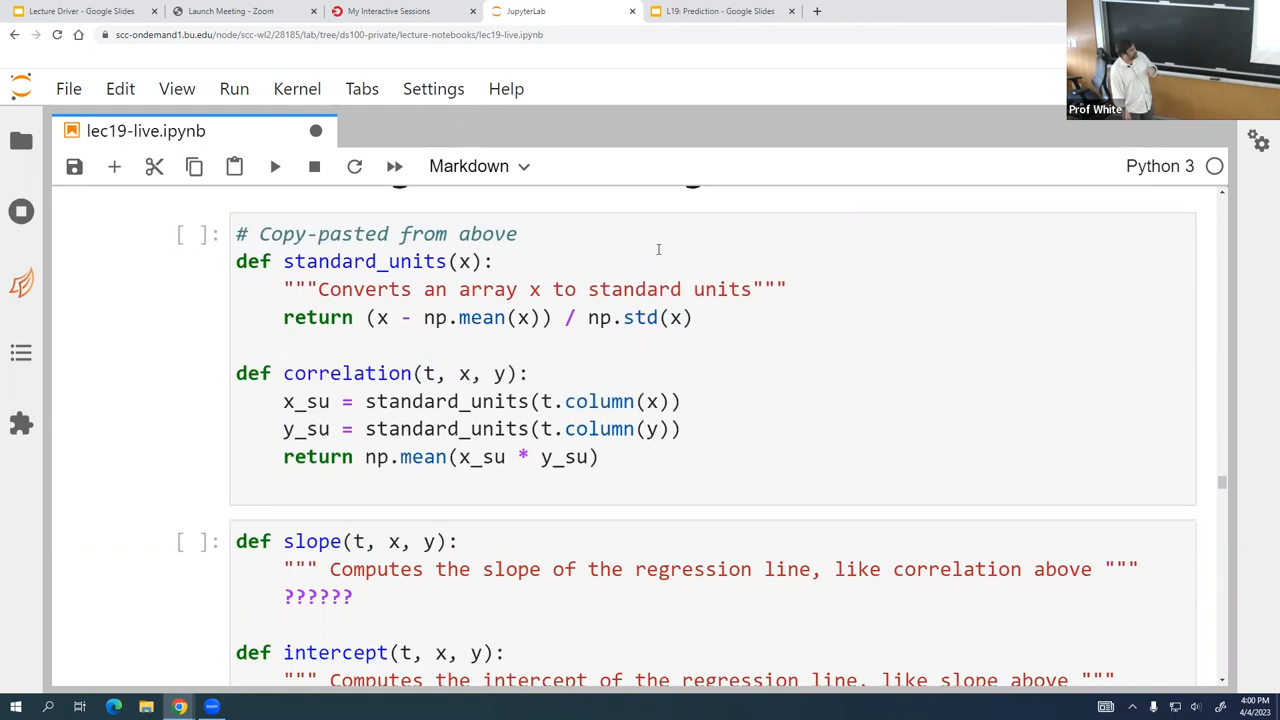 Lecture Driver - Google Slides
Launch Meeting - Zoom
My Interactive Sessions
JupyterLab
L19: Prediction - Google Slides
scc-ondemand1.bu.edu/node/scc-wl2/28185/lab/tree/ds100-private/lecture-notebooks/lec19-live.ipynb
Prof White
File Edit View Run Kernel Tabs Settings Help
lec19-live.ipynb
Markdown
Python 3
[ ]:
# Copy-pasted from above
def standard_units(x):
    """Converts an array x to standard units"""
    return (x - np.mean(x)) / np.std(x)
def correlation(t, x, y):
    x_su = standard_units(t.column(x))
    y_su = standard_units(t.column(y))
    return np.mean(x_su * y_su)
[ ]:
def slope(t, x, y):
    """ Computes the slope of the regression line, like correlation above """
    ??????
def intercept(t, x, y):
    """ Computes the intercept of the regression line, like slope above """
4:00 PM
4/4/2023